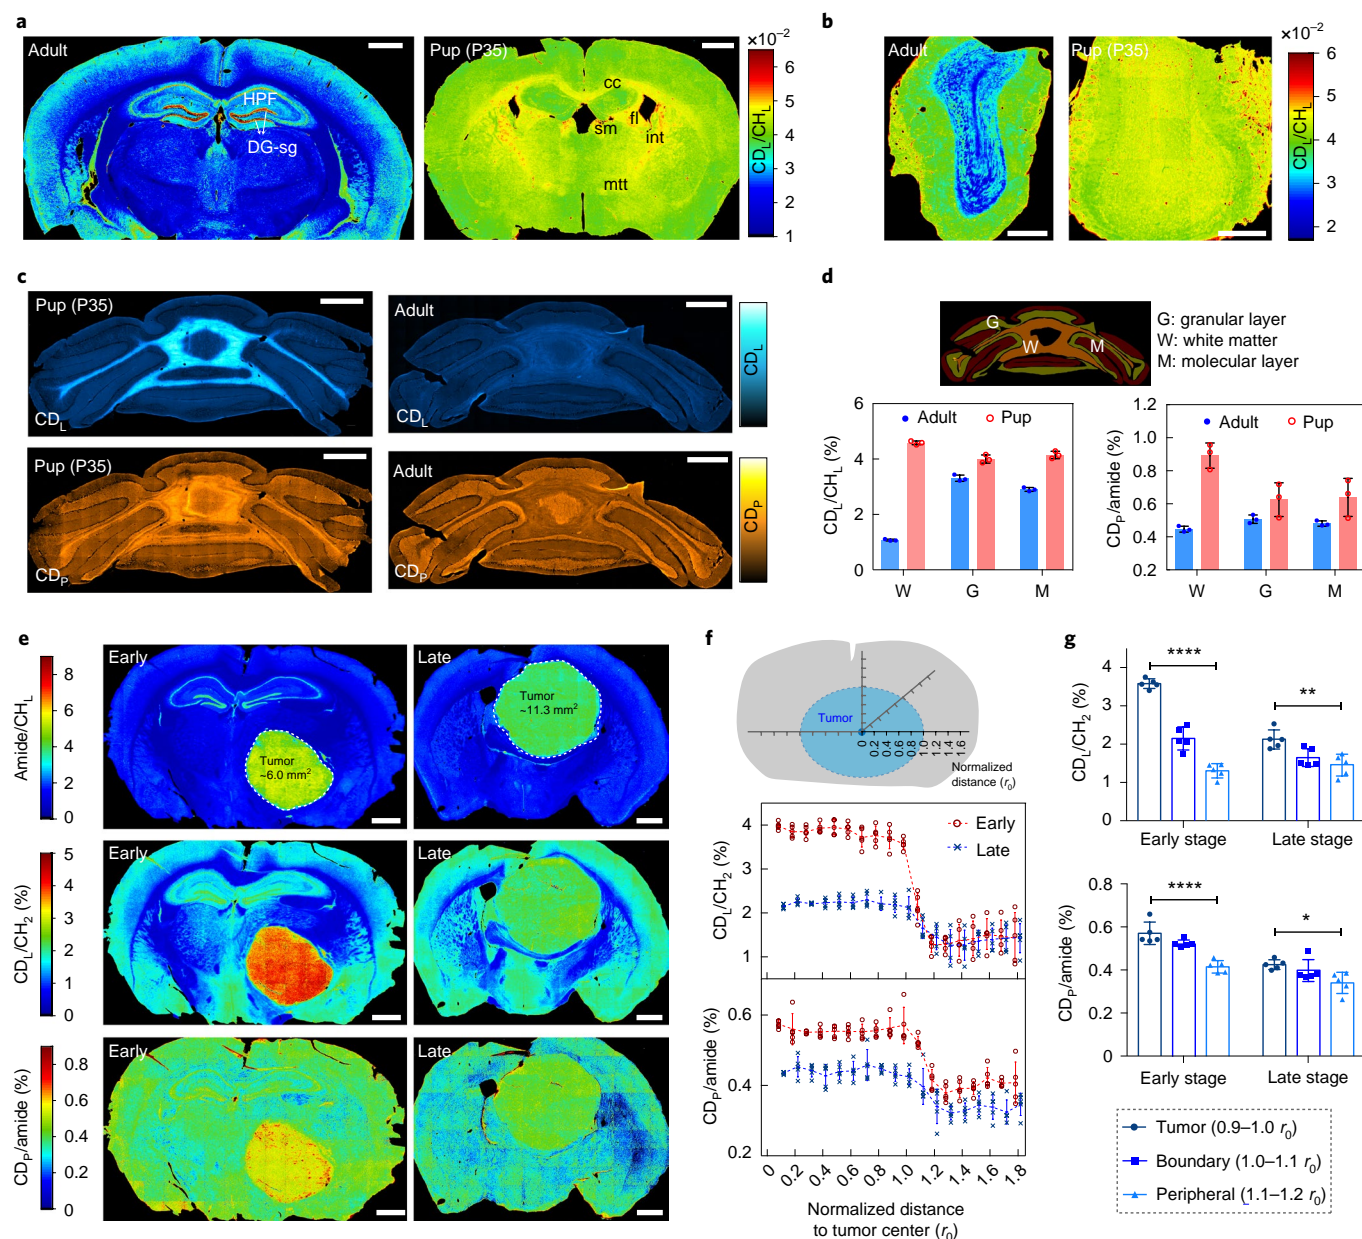 a
Adult
HPF
DG-sg
Pup (P35)
cc
fl
sm
int
mtt
×10⁻²
6
5
4
3
2
1
CD_L/CH_L
b
Adult
Pup (P35)
×10⁻²
6
5
4
3
2
CD_L/CH_L
c
Pup (P35)
CD_L
Adult
CD_L
Pup (P35)
CD_P
Adult
CD_P
d
G
W
M
G: granular layer
W: white matter
M: molecular layer
CD_L/CH_L (%)
6
4
2
0
Adult
Pup
W
G
M
CD_P/amide (%)
1.2
1.0
0.8
0.6
0.4
0.2
Adult
Pup
W
G
M
e
Amide/CH_L
8
6
4
2
0
Early
Tumor
~6.0 mm²
Late
Tumor
~11.3 mm²
CD_L/CH₂ (%)
5
4
3
2
1
0
Early
Late
CD_P/amide (%)
0.8
0.6
0.4
0.2
0
Early
Late
f
Tumor
0
0.2
0.4
0.6
0.8
1.0
1.2
1.4
1.6
Normalized
distance (r₀)
CD_L/CH₂ (%)
4
3
2
1
Early
Late
CD_P/amide (%)
0.6
0.4
0.2
0
0.2
0.4
0.6
0.8
1.0
1.2
1.4
1.6
1.8
Normalized distance
to tumor center (r₀)
g
CD_L/CH₂ (%)
4
3
2
1
0
****
**
Early stage
Late stage
CD_P/amide (%)
0.8
0.6
0.4
0.2
0
****
*
Early stage
Late stage
Tumor (0.9–1.0 r₀)
Boundary (1.0–1.1 r₀)
Peripheral (1.1–1.2 r₀)